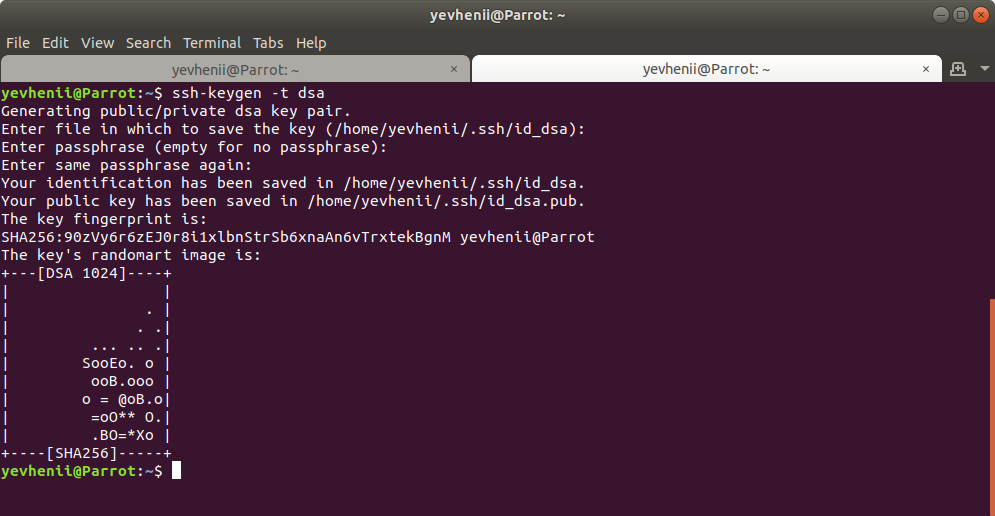 yevhenii@Parrot: ~
File Edit View Search Terminal Tabs Help
yevhenii@Parrot: ~ × yevhenii@Parrot: ~ ×
yevhenii@Parrot:~$ ssh-keygen -t dsa
Generating public/private dsa key pair.
Enter file in which to save the key (/home/yevhenii/.ssh/id_dsa):
Enter passphrase (empty for no passphrase):
Enter same passphrase again:
Your identification has been saved in /home/yevhenii/.ssh/id_dsa.
Your public key has been saved in /home/yevhenii/.ssh/id_dsa.pub.
The key fingerprint is:
SHA256:90zVy6r6zEJ0r8i1xlbnStrSb6xnaAn6vTrxtekBgnM yevhenii@Parrot
The key's randomart image is:
+---[DSA 1024]----+
|                 |
|               . |
|              . .|
|         ... .. .|
|        SooEo. o |
|         ooB.ooo |
|        o = @oB.o|
|         =oO** O.|
|         .BO=*Xo |
+----[SHA256]-----+
yevhenii@Parrot:~$